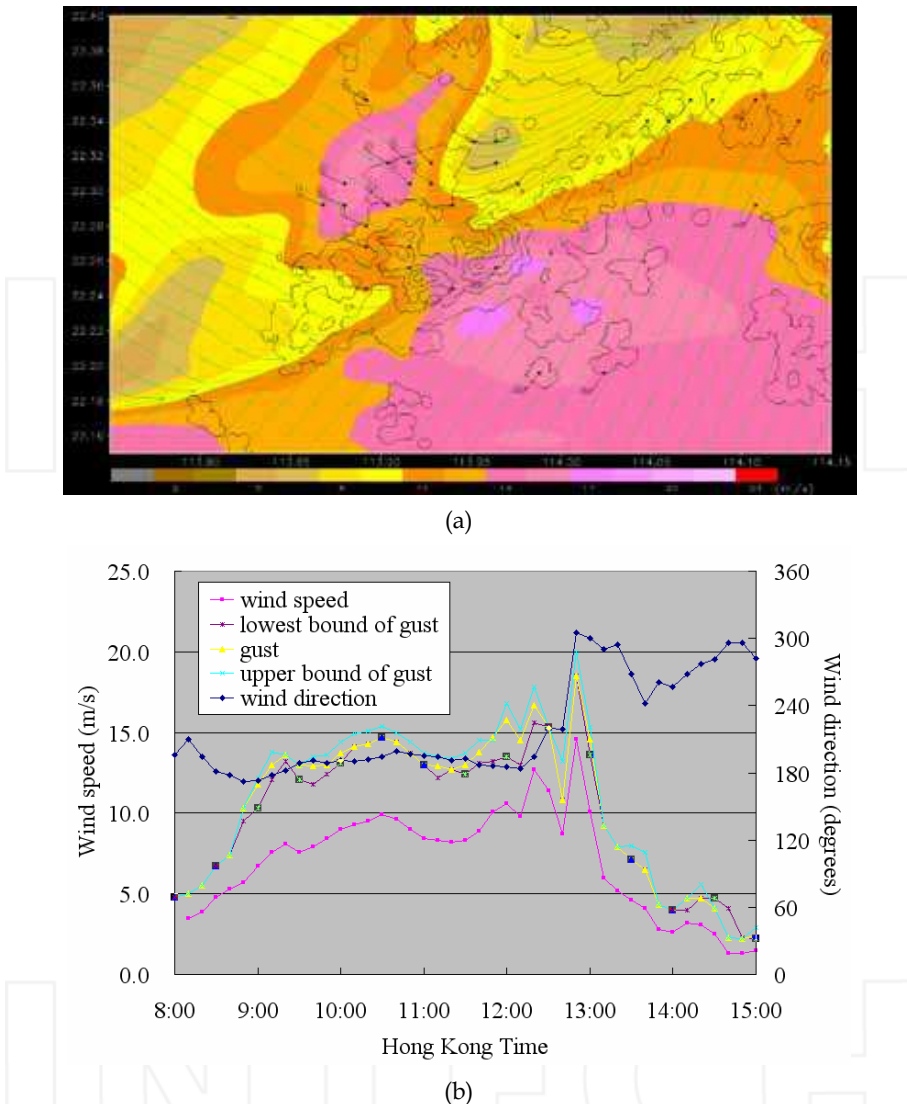 22.40
22.38
22.36
22.34
22.32
22.30
22.28
22.26
22.24
22.22
22.20
22.18
22.16
113.80 113.85 113.90 113.95 114.00 114.05 114.10 114.15
(m/s)
(a)
25.0
20.0
15.0
10.0
5.0
0.0
Wind speed (m/s)
wind speed
lowest bound of gust
gust
upper bound of gust
wind direction
360
300
240
180
120
60
0
Wind direction (degrees)
8:00 9:00 10:00 11:00 12:00 13:00 14:00 15:00
Hong Kong Time
(b)